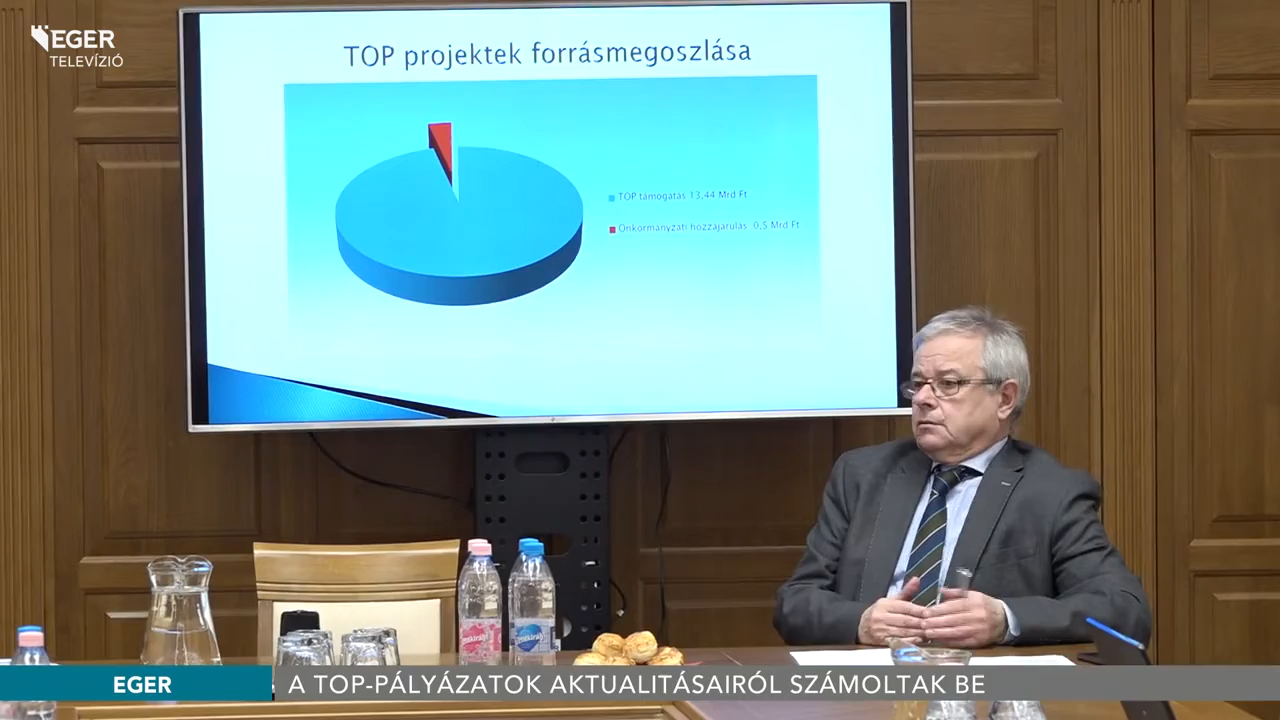 EGER
TELEVÍZIÓ
TOP projektek forrásmegoszlása
TOP támogatás 13,44 Mrd Ft
Önkormányzati hozzájárulás 0,5 Mrd Ft
EGER
A TOP-PÁLYÁZATOK AKTUALITÁSAIRÓL SZÁMOLTAK BE